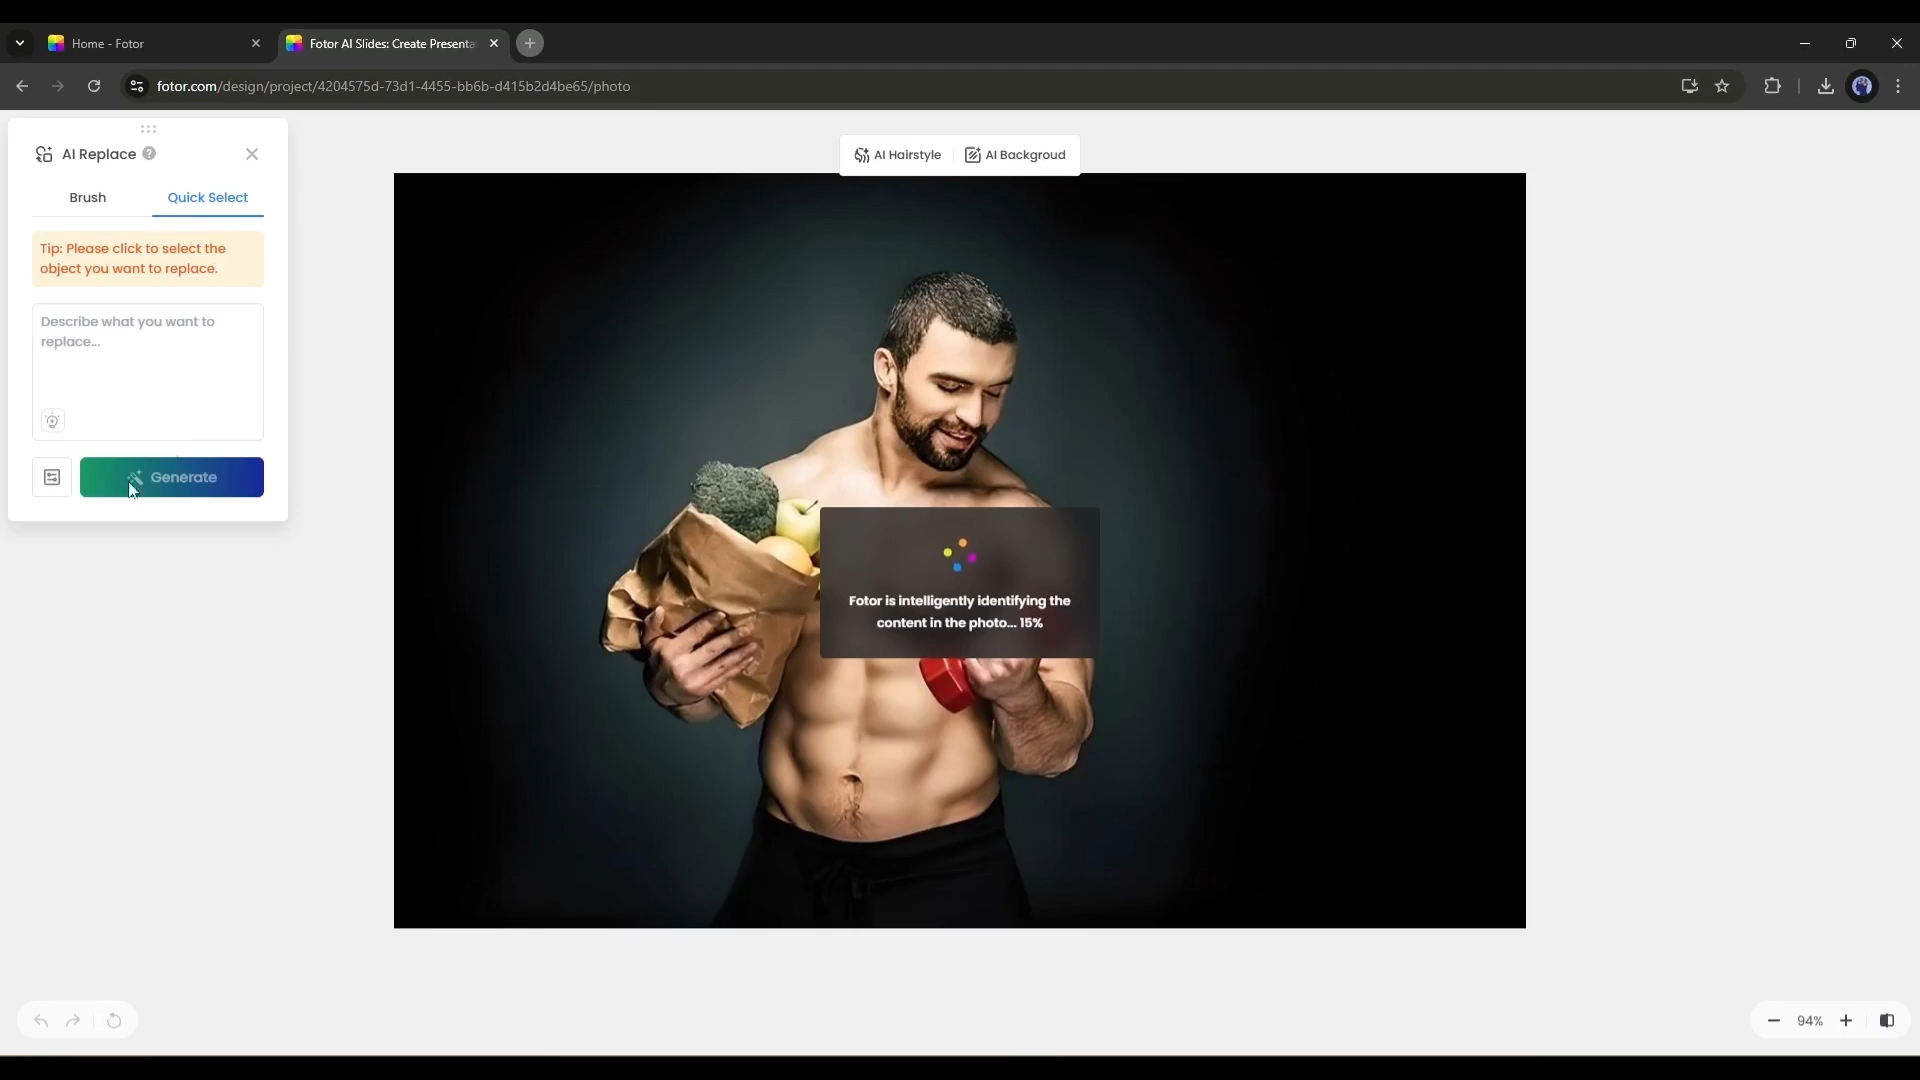 Home - Fotor
Fotor AI Slides: Create Presenta
fotor.com/design/project/4204575d-73d1-4455-bb6b-d415b2d4be65/photo
AI Replace ?
Brush
Quick Select
Tip: Please click to select the
object you want to replace.
Describe what you want to
replace...
Generate
AI Hairstyle
AI Backgroud
Fotor is intelligently identifying the
content in the photo... 15%
94%